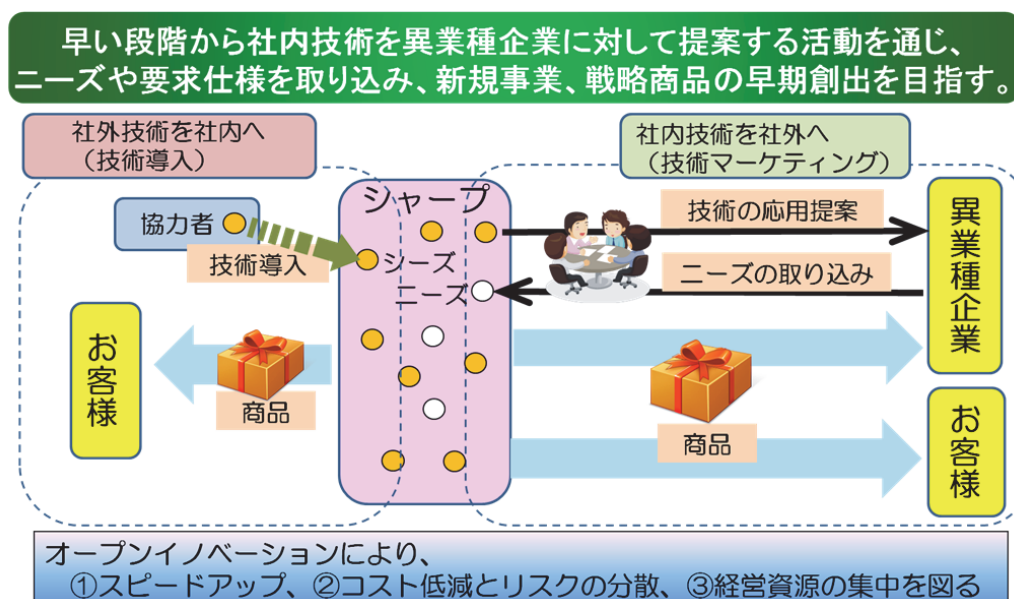 早い段階から社内技術を異業種企業に対して提案する活動を通じ、
ニーズや要求仕様を取り込み、新規事業、戦略商品の早期創出を目指す。
社外技術を社内へ
（技術導入）
社内技術を社外へ
（技術マーケティング）
協力者
技術導入
シャープ
シーズ
ニーズ
技術の応用提案
ニーズの取り込み
異業種企業
お客様
商品
商品
お客様
オープンイノベーションにより、
①スピードアップ、②コスト低減とリスクの分散、③経営資源の集中を図る